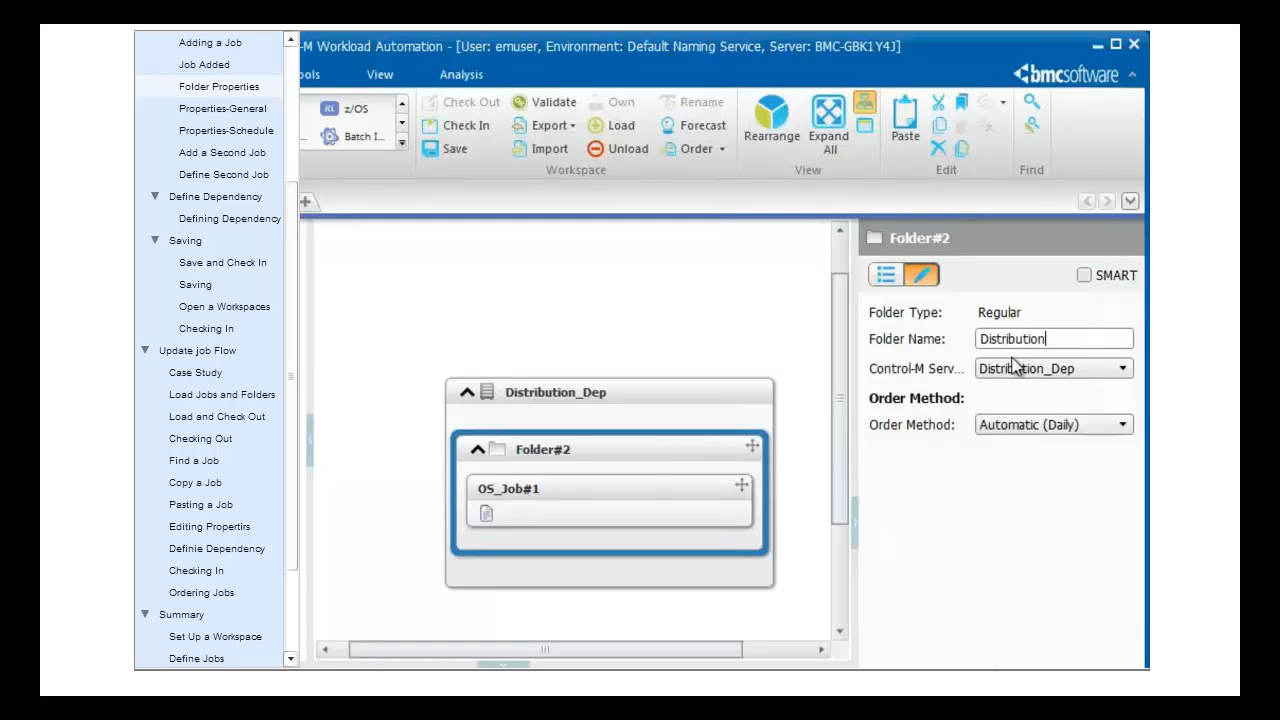 Adding a Job
Job Added
Folder Properties
Properties-General
Properties-Schedule
Add a Second Job
Define Second Job
Define Dependency
Defining Dependency
Saving
Save and Check In
Saving
Open a Workspaces
Checking In
Update job Flow
Case Study
Load Jobs and Folders
Load and Check Out
Checking Out
Find a Job
Copy a Job
Pasting a Job
Editing Propertirs
Definie Dependency
Checking In
Ordering Jobs
Summary
Set Up a Workspace
Define Jobs
-M Workload Automation - [User: emuser, Environment: Default Naming Service, Server: BMC-GBK1Y4J]
ools View Analysis
bmcsoftware
JCL z/OS
Batch I...
Check Out Validate Own Rename
Check In Export Load Forecast
Save Import Unload Order
Workspace
Rearrange Expand All
View
Paste
Edit
Find
Distribution_Dep
Folder#2
OS_Job#1
Folder#2
SMART
Folder Type: Regular
Folder Name: Distribution
Control-M Serv... Distribution_Dep
Order Method:
Order Method: Automatic (Daily)